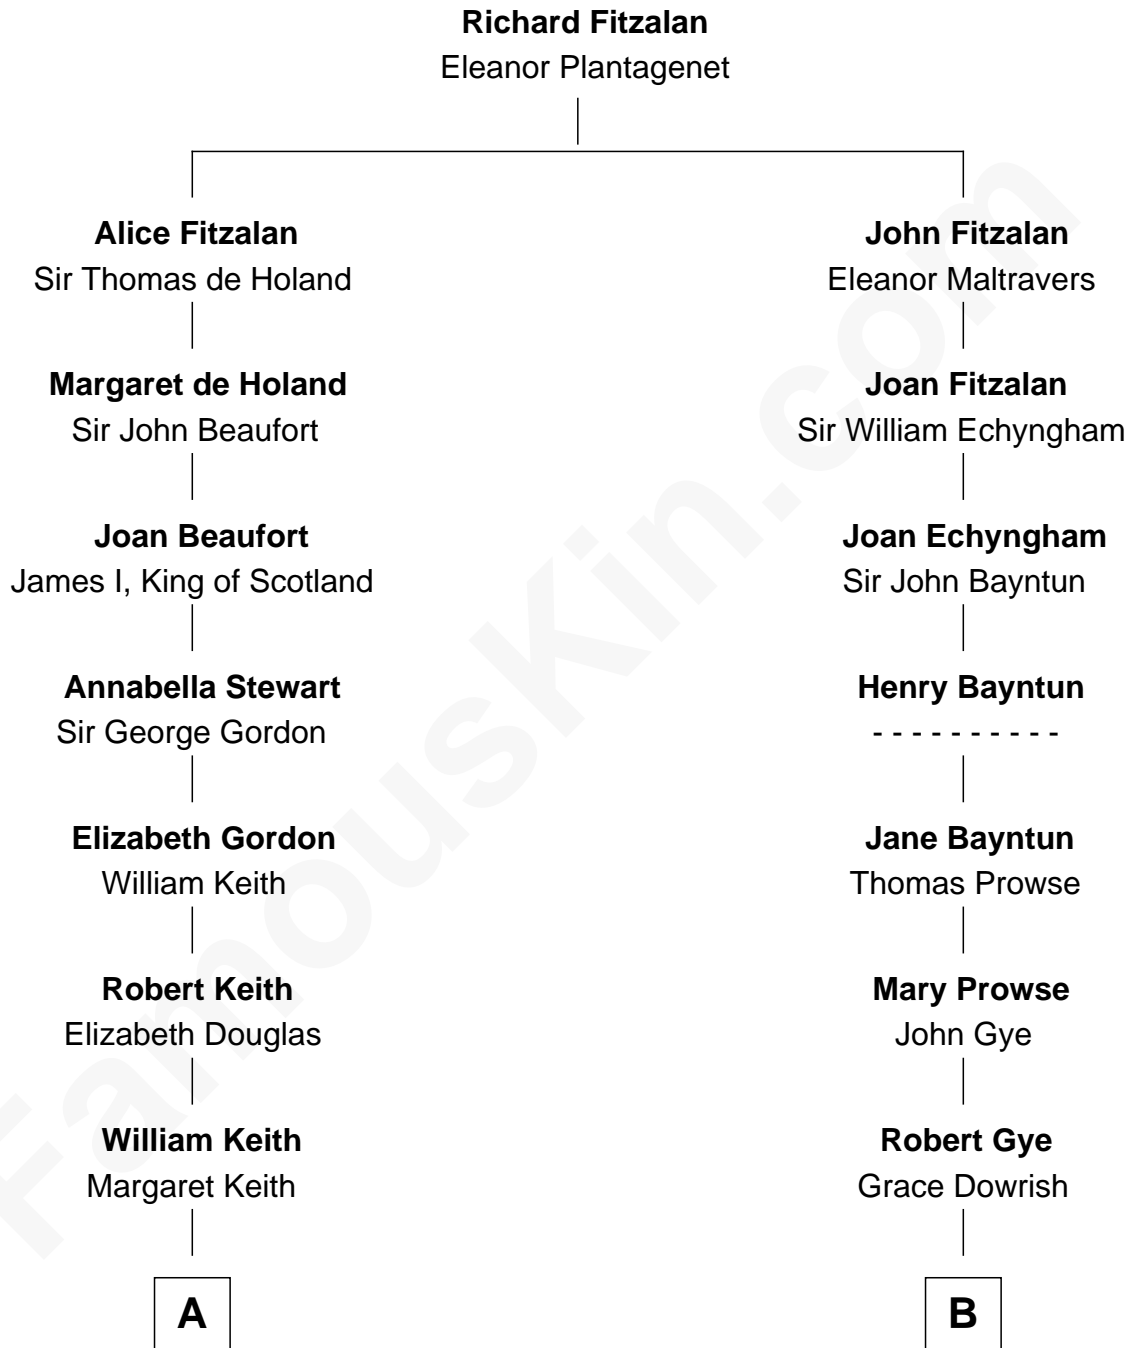 Richard Fitzalan
Eleanor Plantagenet
Alice Fitzalan
Sir Thomas de Holand
John Fitzalan
Eleanor Maltravers
Margaret de Holand
Sir John Beaufort
Joan Fitzalan
Sir William Echyngham
Joan Beaufort
James I, King of Scotland
Joan Echyngham
Sir John Bayntun
Annabella Stewart
Sir George Gordon
Henry Bayntun
- - - - - - - - - -
Elizabeth Gordon
William Keith
Jane Bayntun
Thomas Prowse
Robert Keith
Elizabeth Douglas
Mary Prowse
John Gye
William Keith
Margaret Keith
Robert Gye
Grace Dowrish
A
B
FamousKin.com